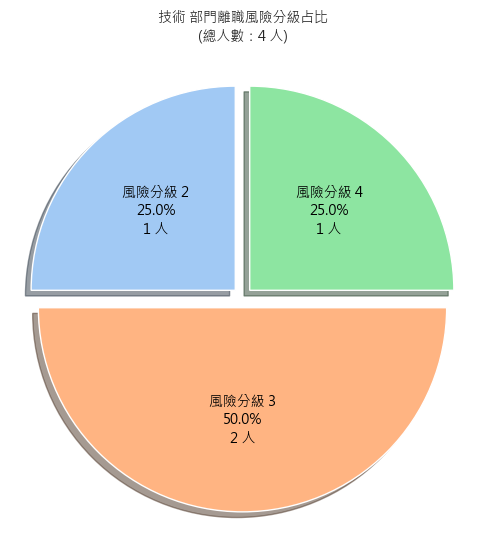 技術 部門離職風險分級占比
(總人數：4 人)
風險分級 2
25.0%
1 人
風險分級 4
25.0%
1 人
風險分級 3
50.0%
2 人